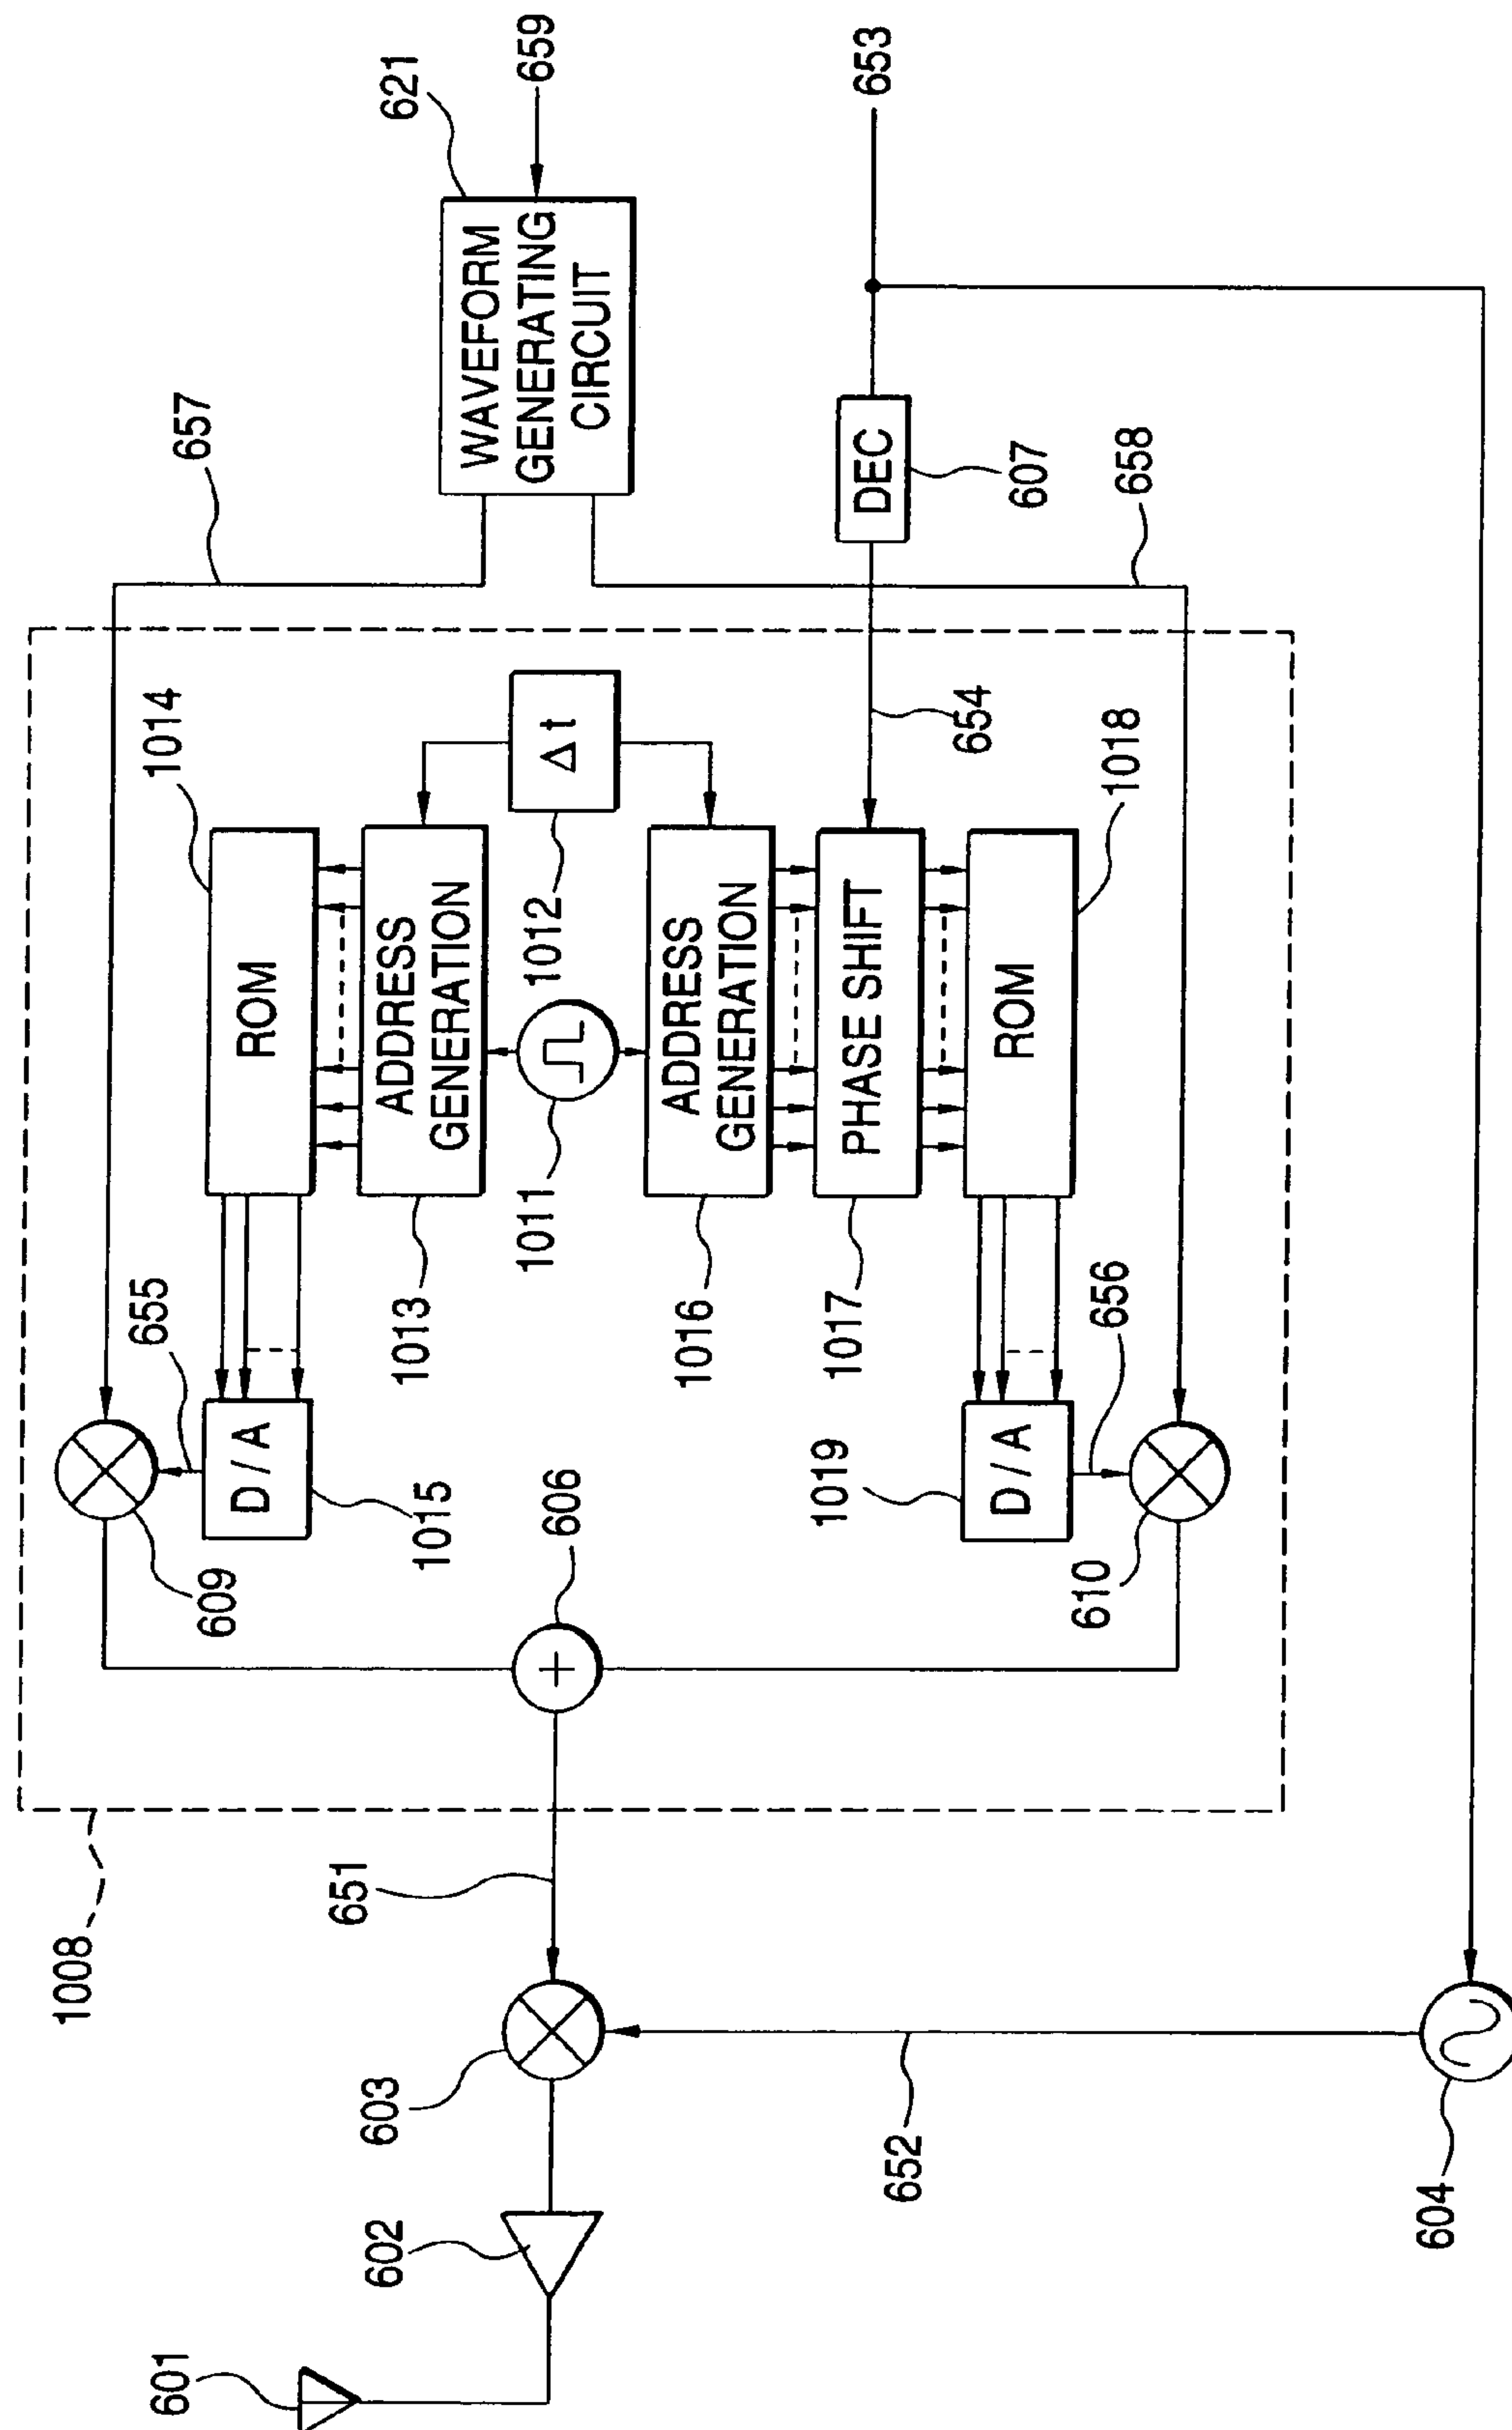 601
602
603
604
652
651
1008
606
609
655
D/A
1015
610
656
D/A
1019
657
1014
ROM
ADDRESS
GENERATION
1013
1011
1012
Δt
ADDRESS
GENERATION
1016
PHASE SHIFT
1017
ROM
1018
654
658
DEC
607
621
WAVEFORM
GENERATING
CIRCUIT
659
653
+